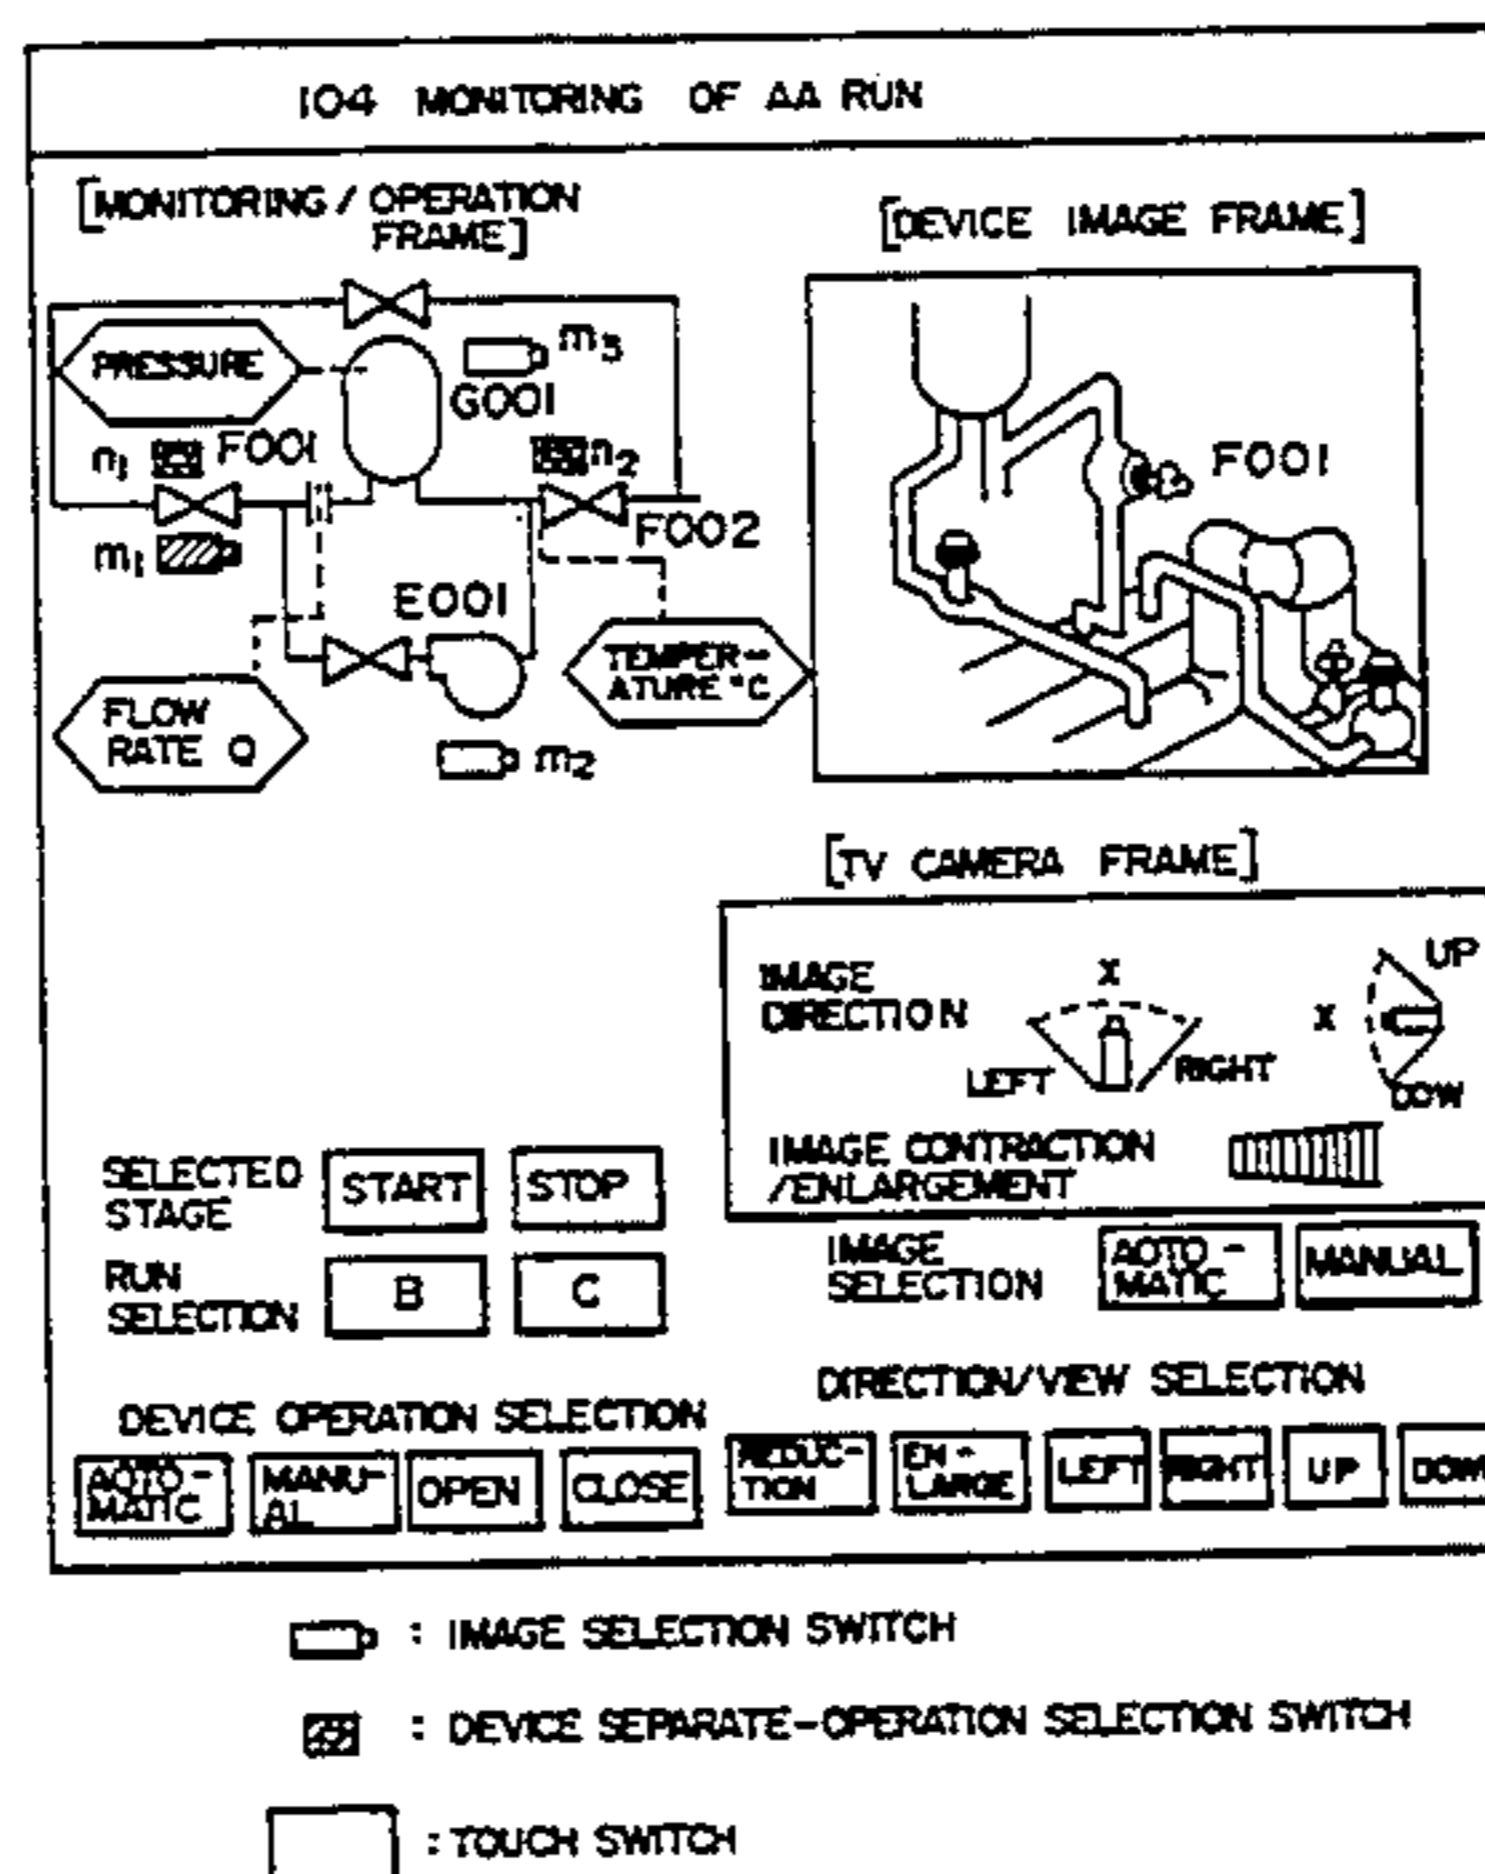 104 MONITORING OF AA RUN
[MONITORING / OPERATION
FRAME]
[DEVICE IMAGE FRAME]
PRESSURE
m3
G001
n1
F001
n2
F002
m1
E001
TEMPER-
ATURE °C
FLOW
RATE Q
m2
F001
[TV CAMERA FRAME]
IMAGE
DIRECTION
X
LEFT
RIGHT
X
UP
DOW
IMAGE CONTRACTION
/ENLARGEMENT
SELECTED
STAGE
START
STOP
RUN
SELECTION
B
C
IMAGE
SELECTION
AOTO-
MATIC
MANUAL
DIRECTION/VIEW SELECTION
DEVICE OPERATION SELECTION
AOTO-
MATIC
MANU-
AL
OPEN
CLOSE
REDUC-
TION
EN-
LARGE
LEFT
RIGHT
UP
DOW
: IMAGE SELECTION SWITCH
: DEVICE SEPARATE-OPERATION SELECTION SWITCH
: TOUCH SWITCH